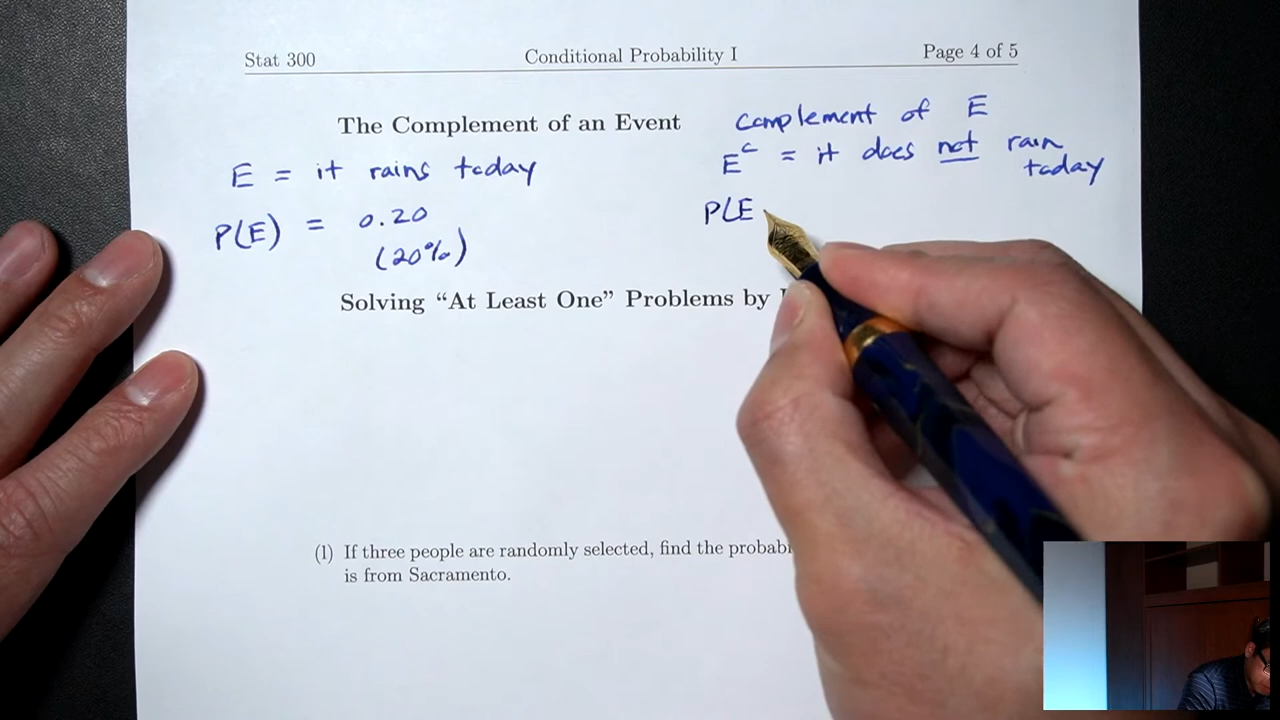 Stat 300 Conditional Probability I Page 4 of 5
The Complement of an Event
complement of E
E = it rains today
E^c = it does not rain
today
P(E) = 0.20
(20%)
P(E
Solving “At Least One” Problems by
(l) If three people are randomly selected, find the
is from Sacramento.